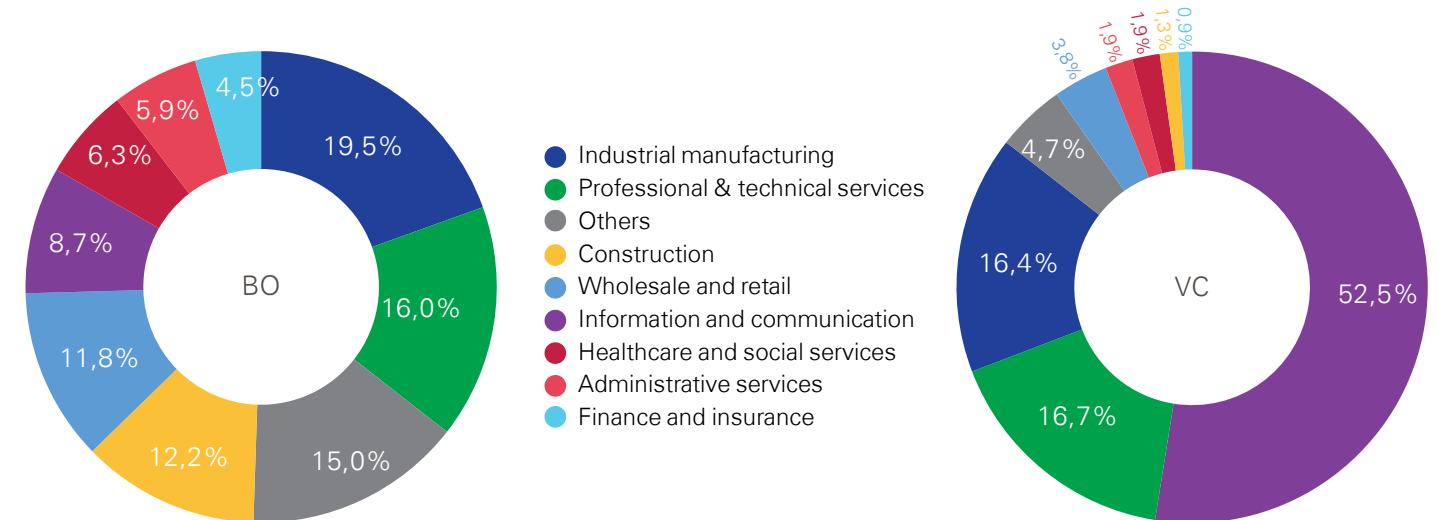 BO
19,5%
16,0%
15,0%
12,2%
11,8%
8,7%
6,3%
5,9%
4,5%
Industrial manufacturing
Professional & technical services
Others
Construction
Wholesale and retail
Information and communication
Healthcare and social services
Administrative services
Finance and insurance
VC
52,5%
16,7%
16,4%
4,7%
3,8%
1,9%
1,9%
1,3%
0,9%